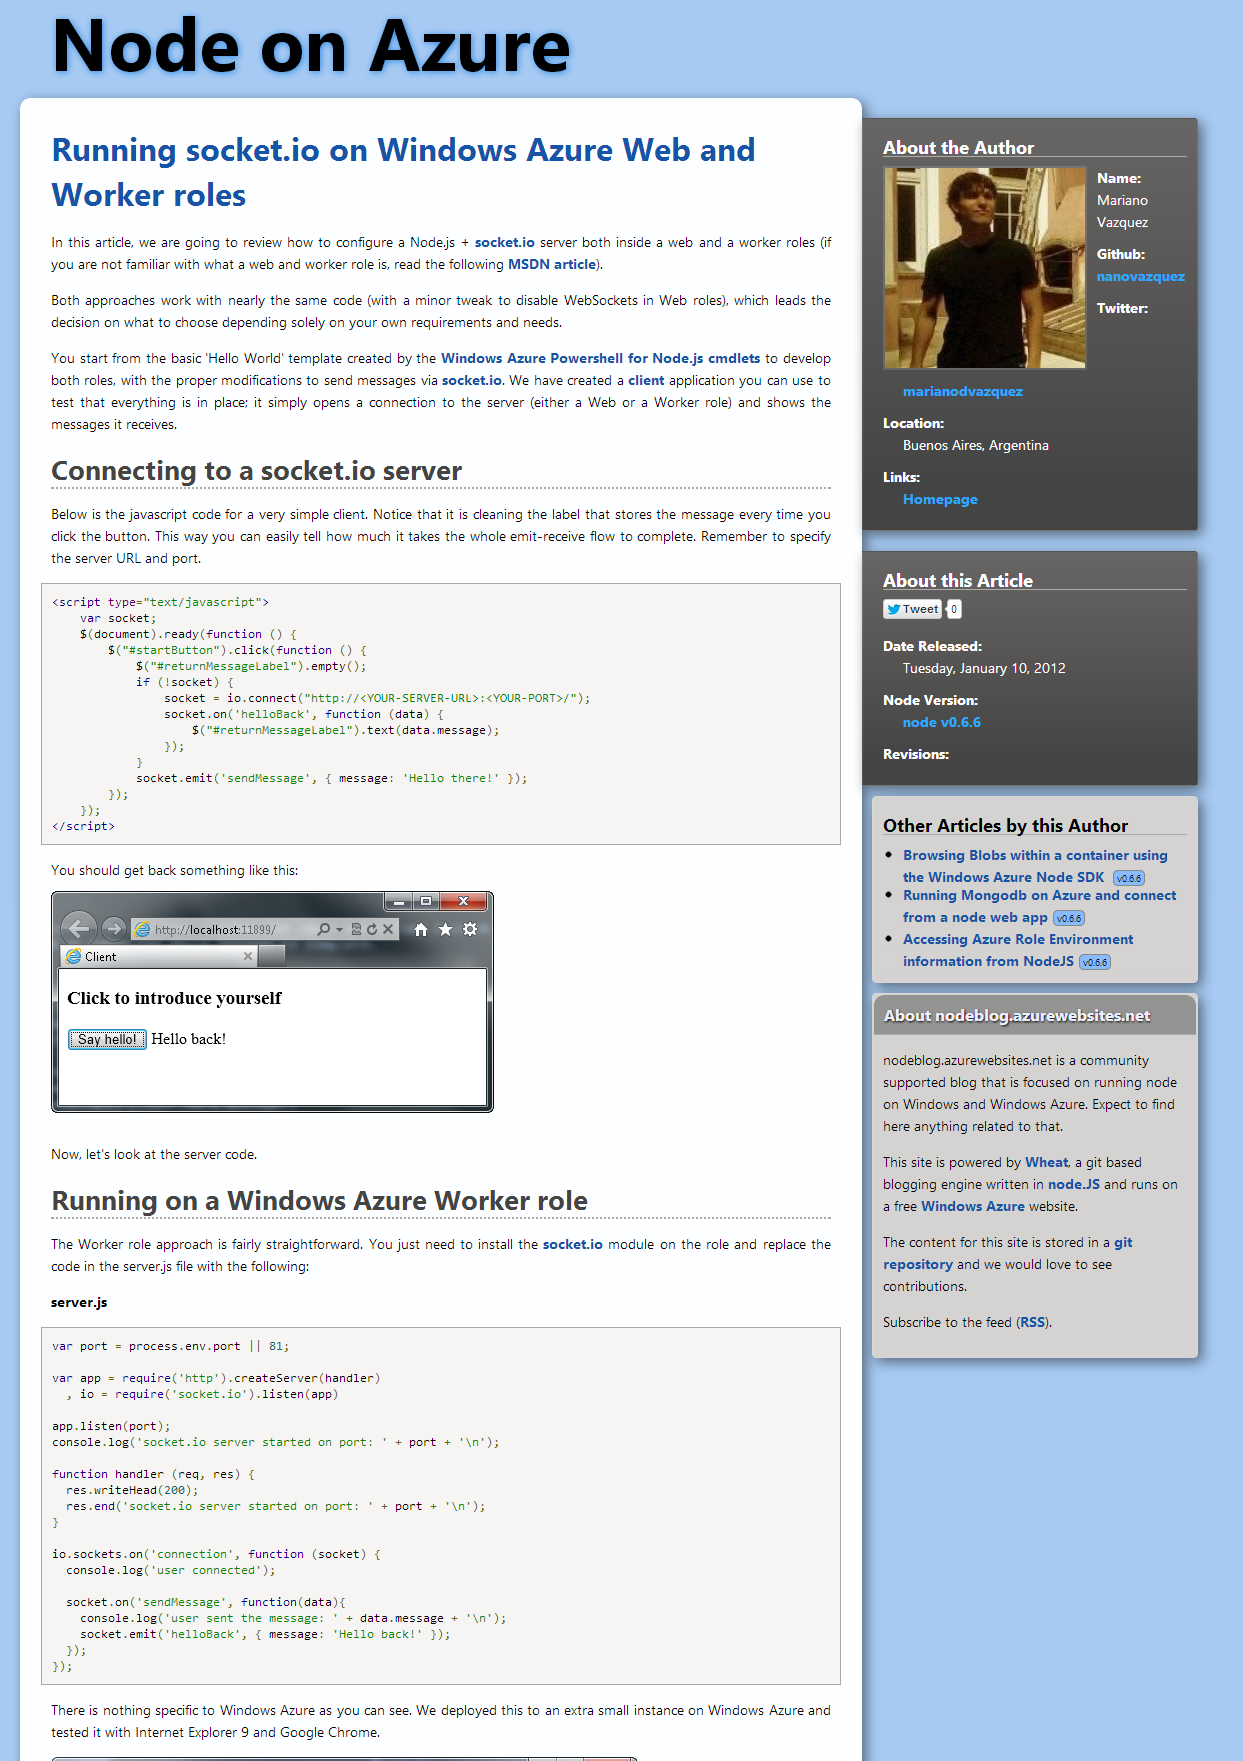 Node on Azure
Running socket.io on Windows Azure Web and
Worker roles
In this article, we are going to review how to configure a Node.js + socket.io server both inside a web and a worker roles (if
you are not familiar with what a web and worker role is, read the following MSDN article).
Both approaches work with nearly the same code (with a minor tweak to disable WebSockets in Web roles), which leads the
decision on what to choose depending solely on your own requirements and needs.
You start from the basic 'Hello World' template created by the Windows Azure Powershell for Node.js cmdlets to develop
both roles, with the proper modifications to send messages via socket.io. We have created a client application you can use to
test that everything is in place; it simply opens a connection to the server (either a Web or a Worker role) and shows the
messages it receives.
Connecting to a socket.io server
Below is the javascript code for a very simple client. Notice that it is cleaning the label that stores the message every time you
click the button. This way you can easily tell how much it takes the whole emit-receive flow to complete. Remember to specify
the server URL and port.
<script type="text/javascript">
    var socket;
    $(document).ready(function () {
        $("#startButton").click(function () {
            $("#returnMessageLabel").empty();
            if (!socket) {
                socket = io.connect("http://<YOUR-SERVER-URL>:<YOUR-PORT>/");
                socket.on('helloBack', function (data) {
                    $("#returnMessageLabel").text(data.message);
                });
            }
            socket.emit('sendMessage', { message: 'Hello there!' });
        });
    });
</script>
You should get back something like this:
http://localhost:11899/
Client
Click to introduce yourself
Say hello! Hello back!
Now, let's look at the server code.
Running on a Windows Azure Worker role
The Worker role approach is fairly straightforward. You just need to install the socket.io module on the role and replace the
code in the server.js file with the following:
server.js
var port = process.env.port || 81;
var app = require('http').createServer(handler)
  , io = require('socket.io').listen(app)
app.listen(port);
console.log('socket.io server started on port: ' + port + '\n');
function handler (req, res) {
  res.writeHead(200);
  res.end('socket.io server started on port: ' + port + '\n');
}
io.sockets.on('connection', function (socket) {
  console.log('user connected');
  socket.on('sendMessage', function(data){
    console.log('user sent the message: ' + data.message + '\n');
    socket.emit('helloBack', { message: 'Hello back!' });
  });
});
There is nothing specific to Windows Azure as you can see. We deployed this to an extra small instance on Windows Azure and
tested it with Internet Explorer 9 and Google Chrome.
About the Author
Name:
Mariano
Vazquez
Github:
nanovazquez
Twitter:
marianodvazquez
Location:
Buenos Aires, Argentina
Links:
Homepage
About this Article
Tweet 0
Date Released:
Tuesday, January 10, 2012
Node Version:
node v0.6.6
Revisions:
Other Articles by this Author
Browsing Blobs within a container using
the Windows Azure Node SDK v0.6.6
Running Mongodb on Azure and connect
from a node web app v0.6.6
Accessing Azure Role Environment
information from NodeJS v0.6.6
About nodeblog.azurewebsites.net
nodeblog.azurewebsites.net is a community
supported blog that is focused on running node
on Windows and Windows Azure. Expect to find
here anything related to that.
This site is powered by Wheat, a git based
blogging engine written in node.JS and runs on
a free Windows Azure website.
The content for this site is stored in a git
repository and we would love to see
contributions.
Subscribe to the feed (RSS).